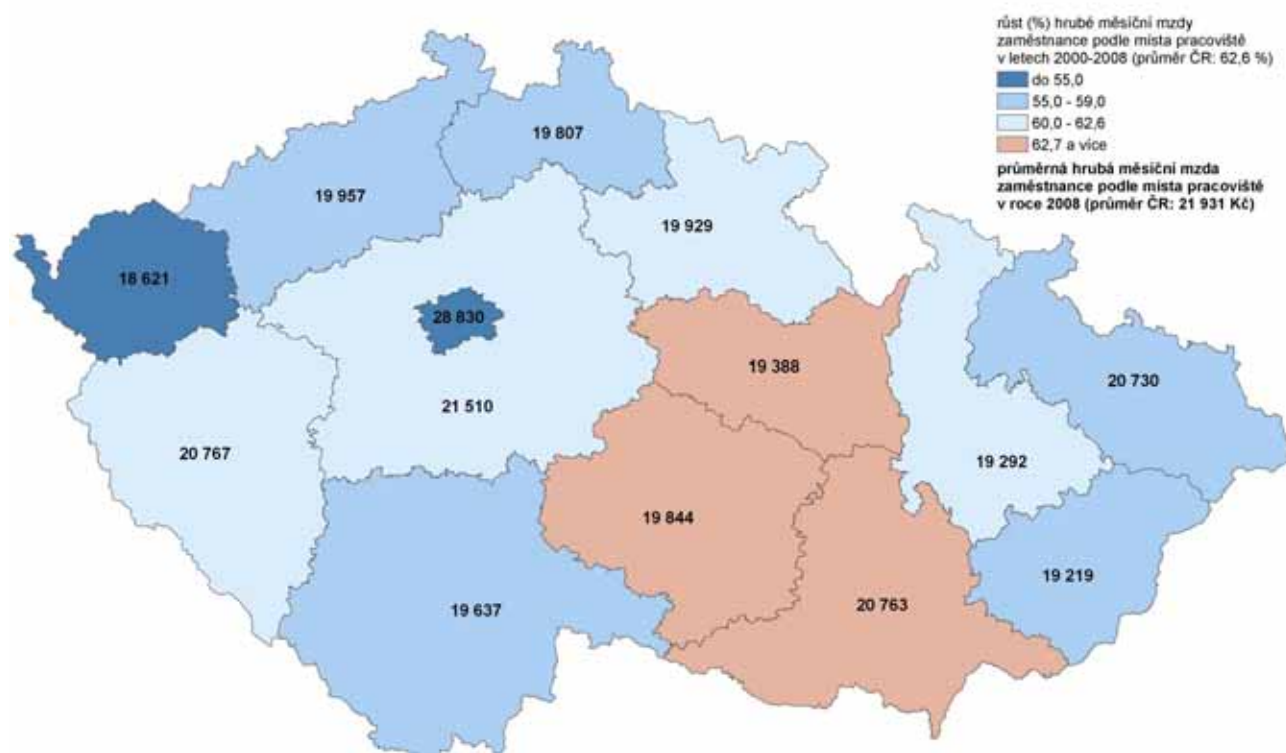 růst (%) hrubé měsíční mzdy
zaměstnance podle místa pracoviště
v letech 2000-2008 (průměr ČR: 62,6 %)
do 55,0
55,0 - 59,0
60,0 - 62,6
62,7 a více
průměrná hrubá měsíční mzda
zaměstnance podle místa pracoviště
v roce 2008 (průměr ČR: 21 931 Kč)
19 807
19 957
19 929
18 621
28 830
19 388
20 730
21 510
20 767
19 292
19 844
19 219
20 763
19 637